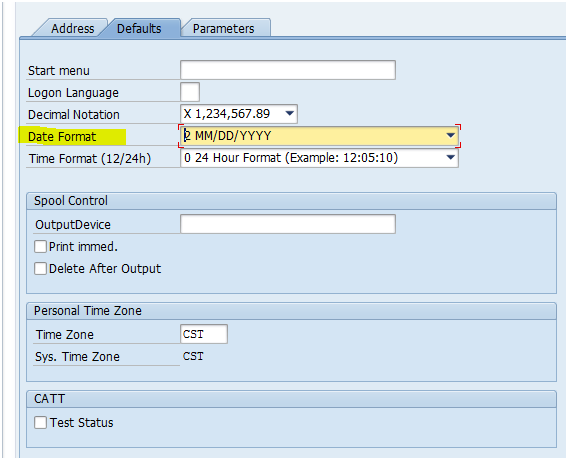 Address Defaults Parameters
Start menu
Logon Language
Decimal Notation X 1,234,567.89
Date Format 2 MM/DD/YYYY
Time Format (12/24h) 0 24 Hour Format (Example: 12:05:10)
Spool Control
OutputDevice
Print immed.
Delete After Output
Personal Time Zone
Time Zone CST
Sys. Time Zone CST
CATT
Test Status